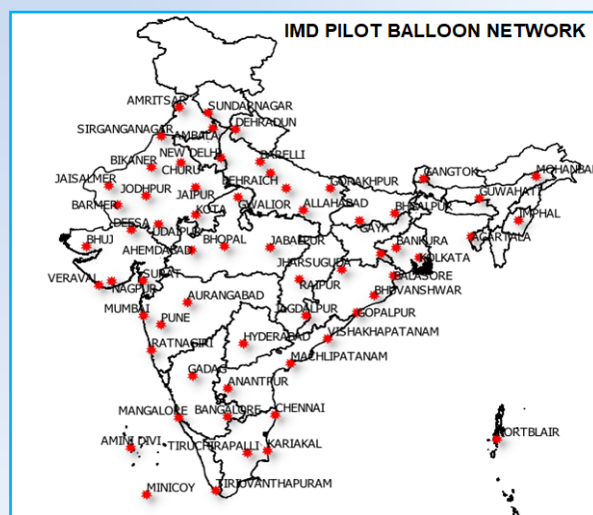 IMD PILOT BALLOON NETWORK
AMRITSAR
SUNDARNAGAR
SIRGANGANAGAR
AMBALA
DEHRADUN
NEW DELHI
BARELLI
BIKANER
CHURU
GANGTOK
MOHANBAR
JAISALMER
BEHRAICH
JODHPUR
JAIPUR
GORAKHPUR
GUWAHAT
BARMER
KOTA
GWALIOR
ALLAHABAD
BHAGALPUR
IMPHAL
DEESA
UDAIPUR
GAYA
AGARTALA
BHUJ
AHEMDABAD
BHOPAL
JABALPUR
BANKURA
KOLKATA
JHARSUGUDA
VERAVAL
SURAT
RAIPUR
BALASORE
NAGPUR
AURANGABAD
BHUVANSHWAR
MUMBAI
PUNE
JAGDALPUR
GOPALPUR
RATNAGIRI
HYDERABAD
VISHAKHAPATANAM
MACHLIPATANAM
GADAG
ANANTPUR
MANGALORE
BANGALORE
CHENNAI
AMINI DIVI
TIRUCHIRAPALLI
KARIAKAL
PORTBLAIR
MINICOY
TIRUVANTHAPURAM